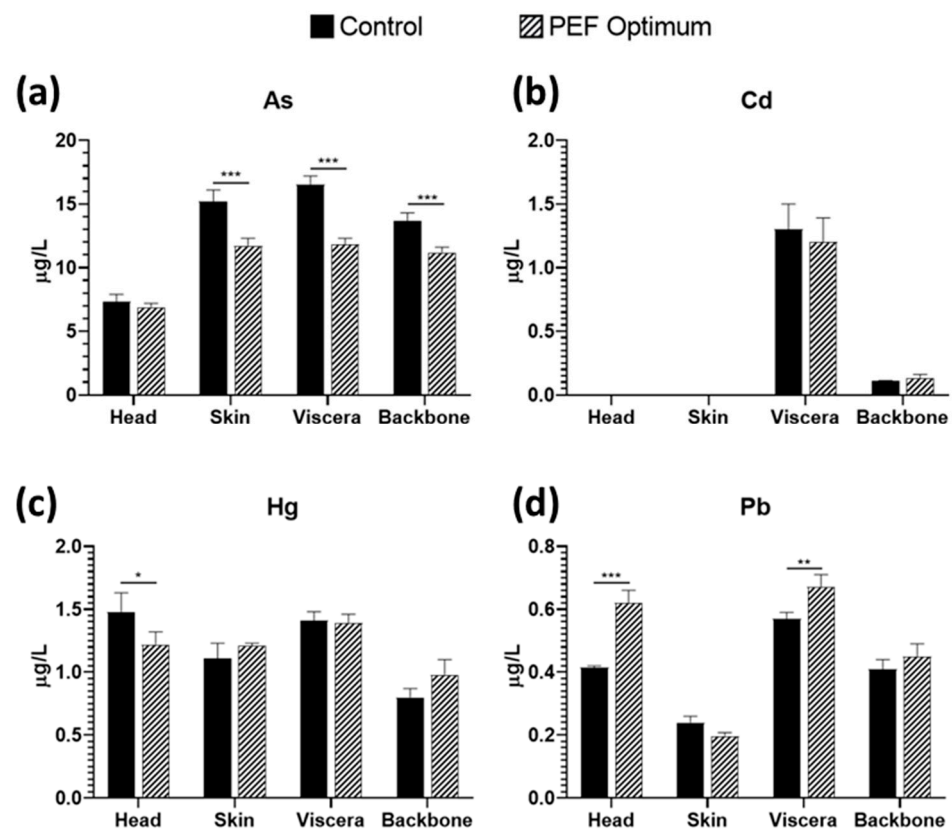 Control PEF Optimum
(a) As
(b) Cd
20
15
10
5
0
µg/L
***
***
***
Head Skin Viscera Backbone
2.0
1.5
1.0
0.5
0.0
µg/L
Head Skin Viscera Backbone
(c) Hg
(d) Pb
2.0
1.5
1.0
0.5
0.0
µg/L
*
Head Skin Viscera Backbone
0.8
0.6
0.4
0.2
0.0
µg/L
***
**
Head Skin Viscera Backbone